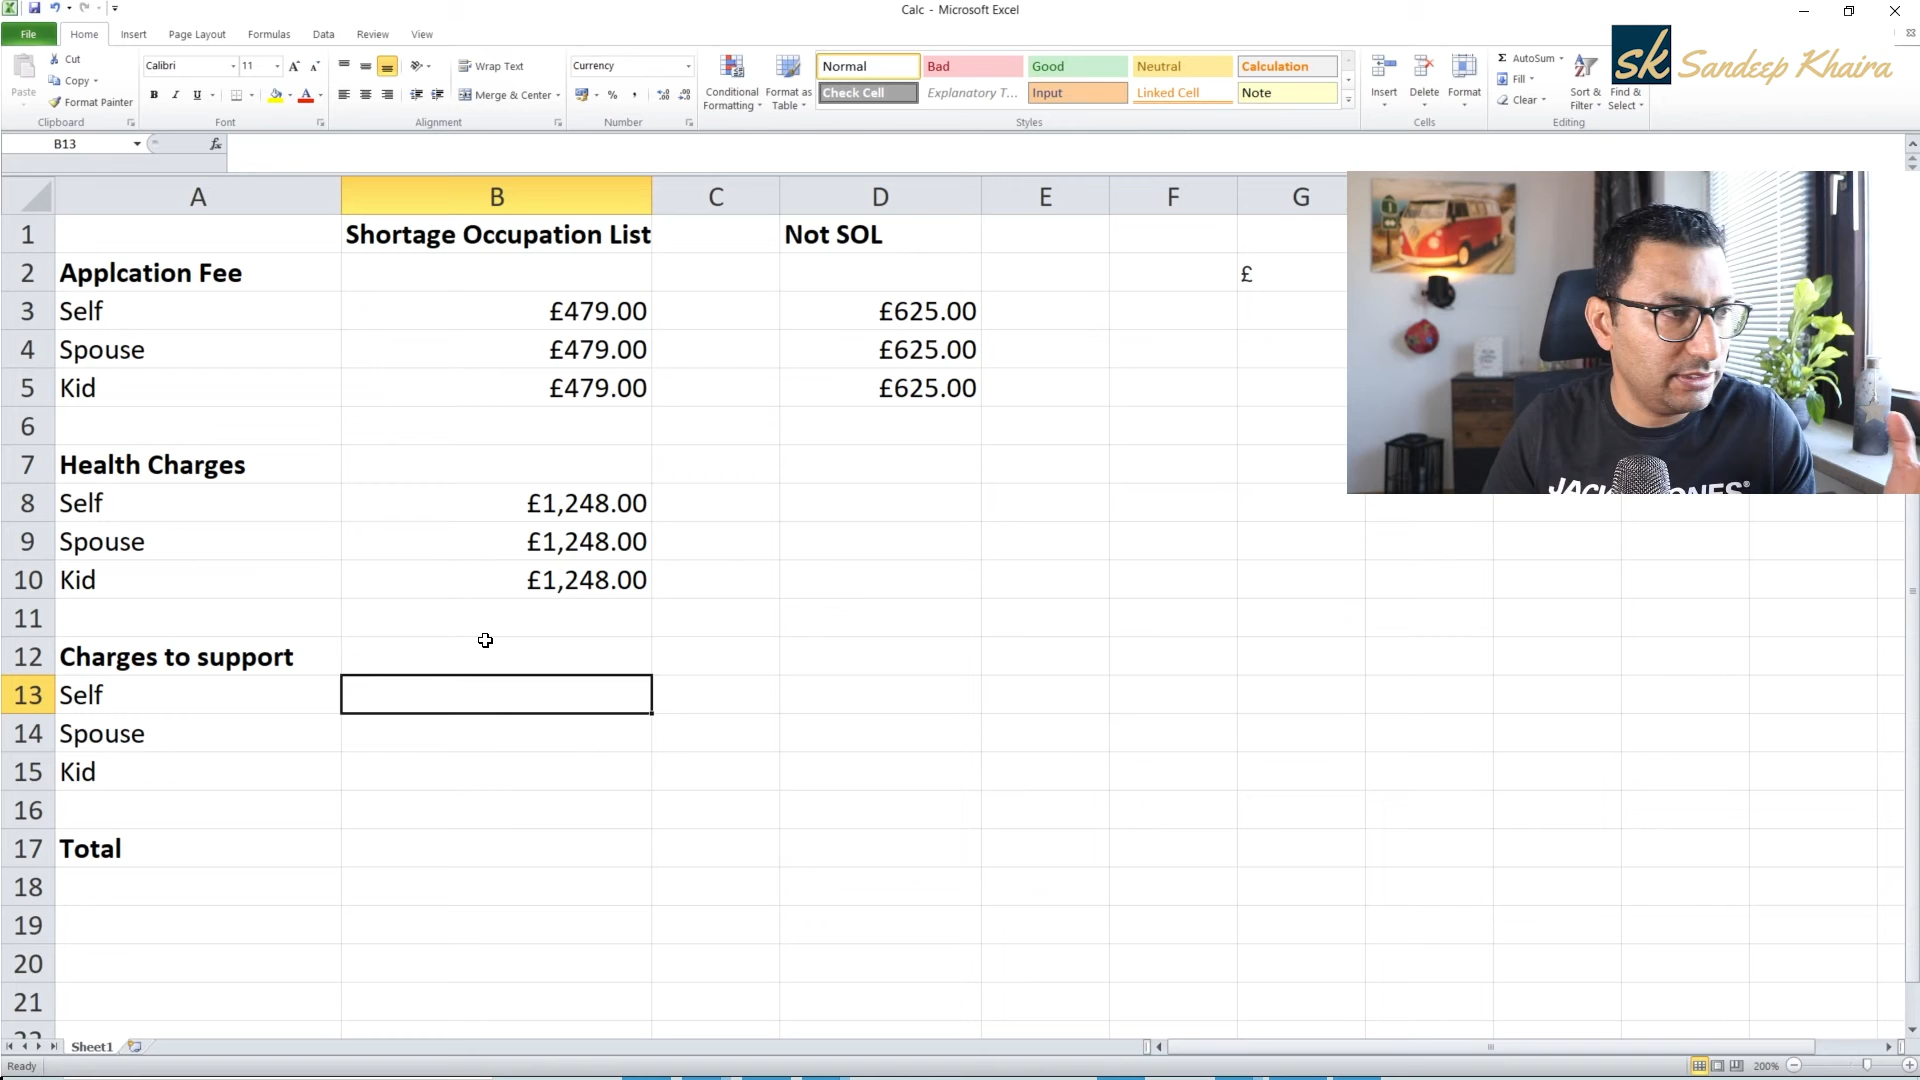 Calc - Microsoft Excel
File Home Insert Page Layout Formulas Data Review View
sk Sandeep Khaira
Paste
Cut
Copy
Format Painter
Clipboard
Calibri 11
B I U
Font
Wrap Text
Merge & Center
Alignment
Currency
% ,
Number
Conditional Formatting
Format as Table
Normal Bad Good Neutral Calculation
Check Cell Explanatory T... Input Linked Cell Note
Styles
Insert Delete Format
Cells
AutoSum
Fill
Clear
Sort & Filter
Find & Select
Editing
B13
fx
A B C D E F G
1 Shortage Occupation List Not SOL
2 Applcation Fee £
3 Self £479.00 £625.00
4 Spouse £479.00 £625.00
5 Kid £479.00 £625.00
6
7 Health Charges
8 Self £1,248.00
9 Spouse £1,248.00
10 Kid £1,248.00
11
12 Charges to support
13 Self
14 Spouse
15 Kid
16
17 Total
18
19
20
21
22
Sheet1
Ready
200%